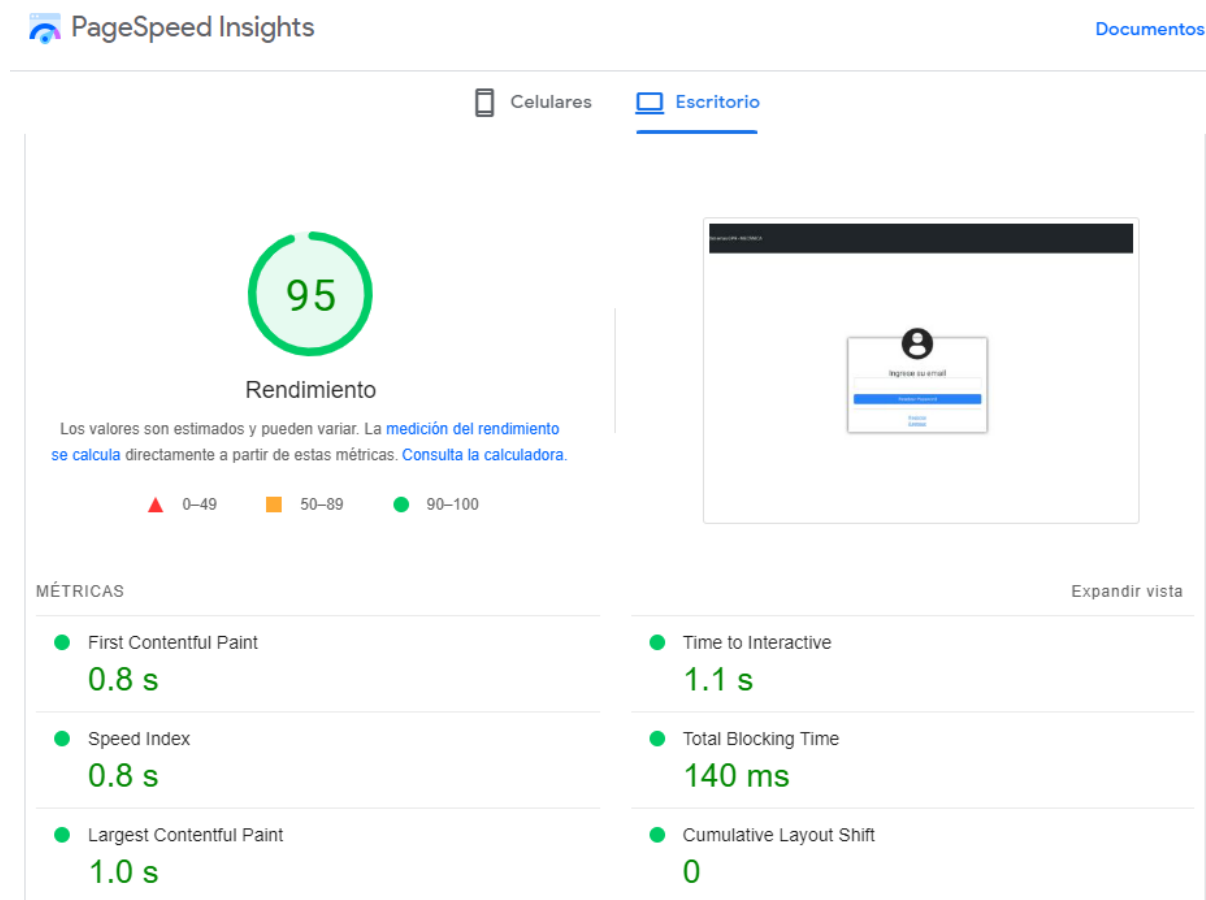 PageSpeed Insights
Documentos
Celulares
Escritorio
95
Rendimiento
Los valores son estimados y pueden variar. La medición del rendimiento
se calcula directamente a partir de estas métricas. Consulta la calculadora.
0–49
50–89
90–100
Ingrese su email
MÉTRICAS
Expandir vista
First Contentful Paint
0.8 s
Time to Interactive
1.1 s
Speed Index
0.8 s
Total Blocking Time
140 ms
Largest Contentful Paint
1.0 s
Cumulative Layout Shift
0